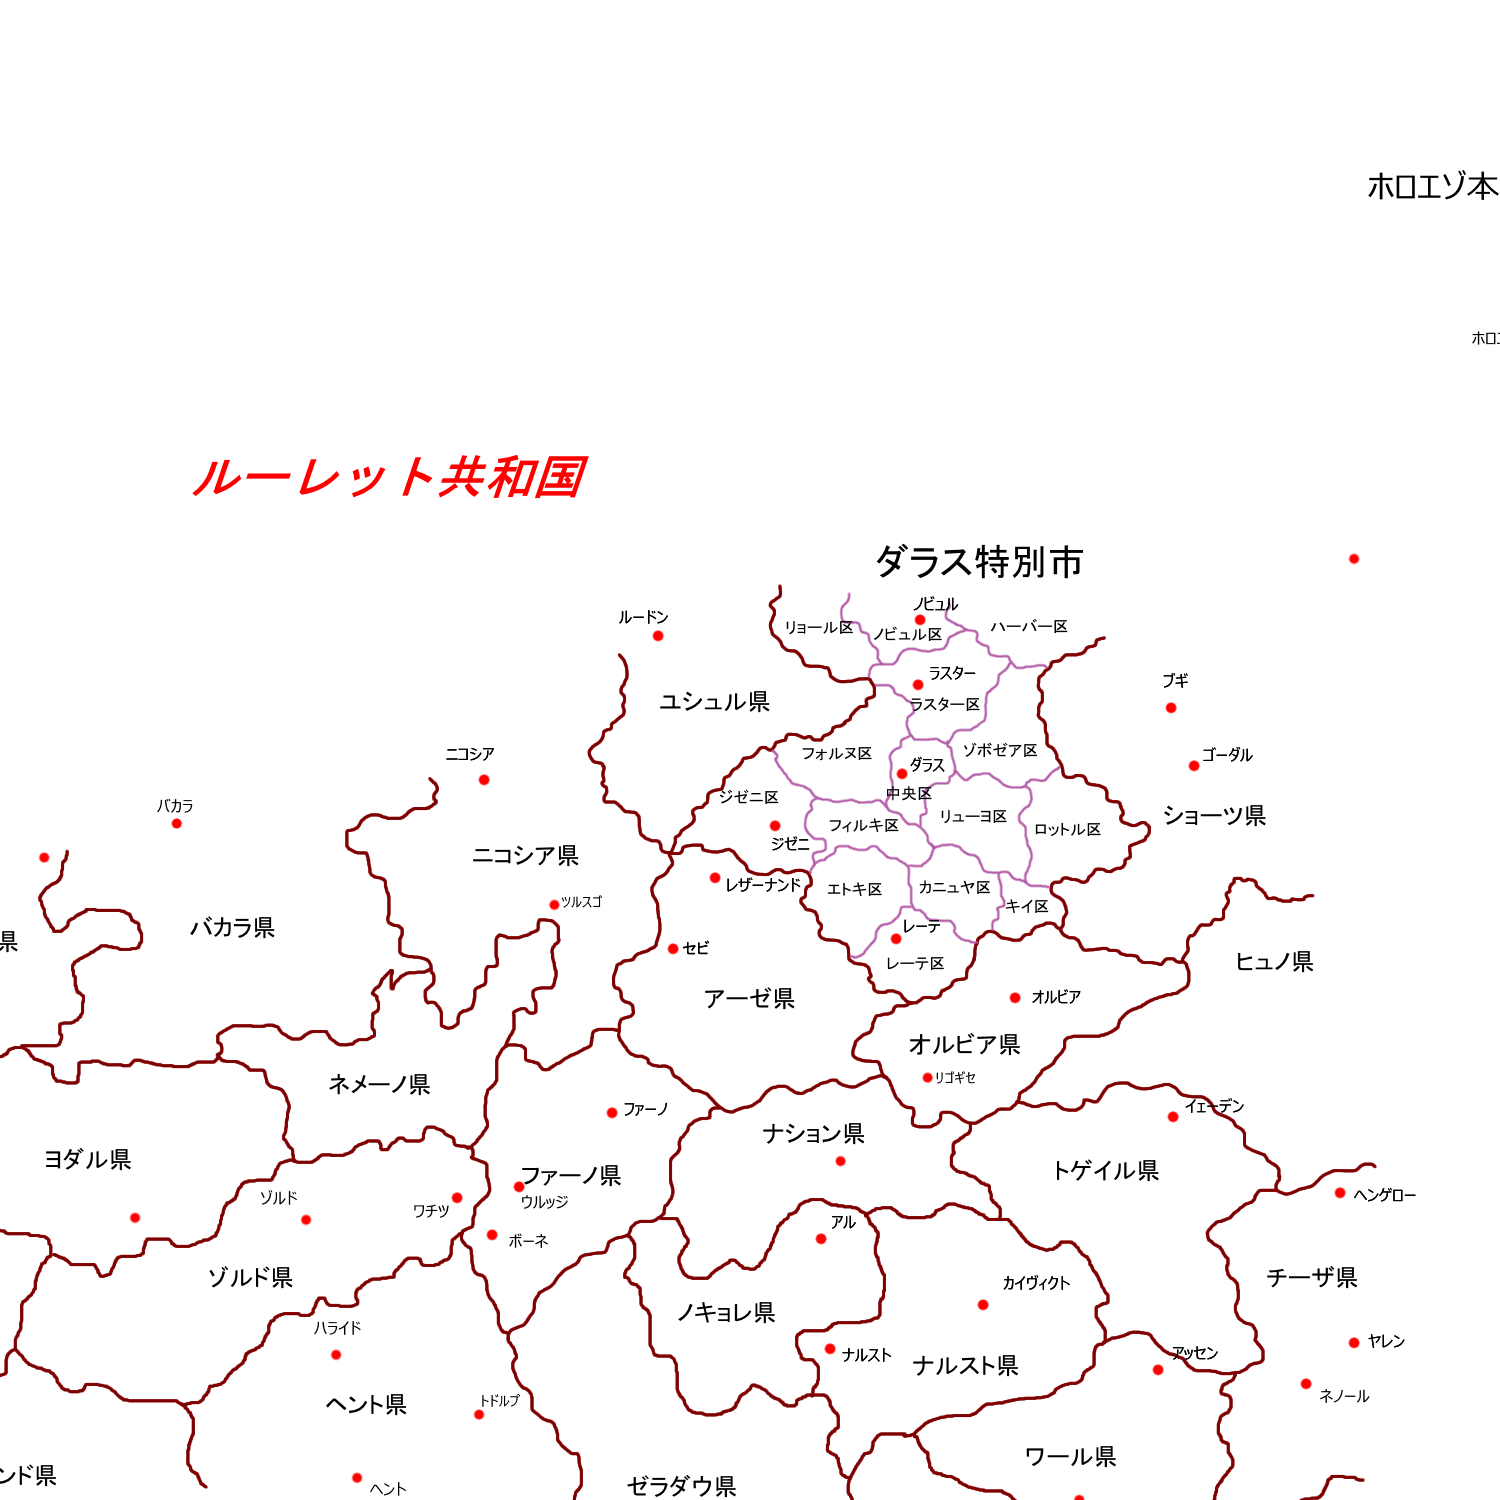 ホロエゾ本
ホロエ
ルーレット共和国
ダラス特別市
ルードン
ノビュル
リョール区
ノビュル区
ハーバー区
ラスター
ブギ
ユシュル県
ラスター区
ニコシア
フォルヌ区
ゾボゼア区
ゴーダル
ダラス
バカラ
ジゼニ区
中央区
フィルキ区
リューヨ区
ロットル区
ショーツ県
ジゼニ
ニコシア県
レザーナンド
エトキ区
カニュヤ区
ツルスゴ
キイ区
バカラ県
レーテ
県
セビ
レーテ区
ヒュノ県
アーゼ県
オルビア
オルビア県
リゴギセ
ネメーノ県
ファーノ
イェーデン
ナション県
ヨダル県
ファーノ県
トゲイル県
ゾルド
ワチツ
ウルッジ
ヘンゲロー
アル
ボーネ
ゾルド県
カイヴィクト
チーザ県
ノキョレ県
ハライド
ナルスト
ナルスト県
アッセン
ヤレン
ヘント県
トドルプ
ネノール
ワール県
ンド県
ヘント
ゼラダウ県